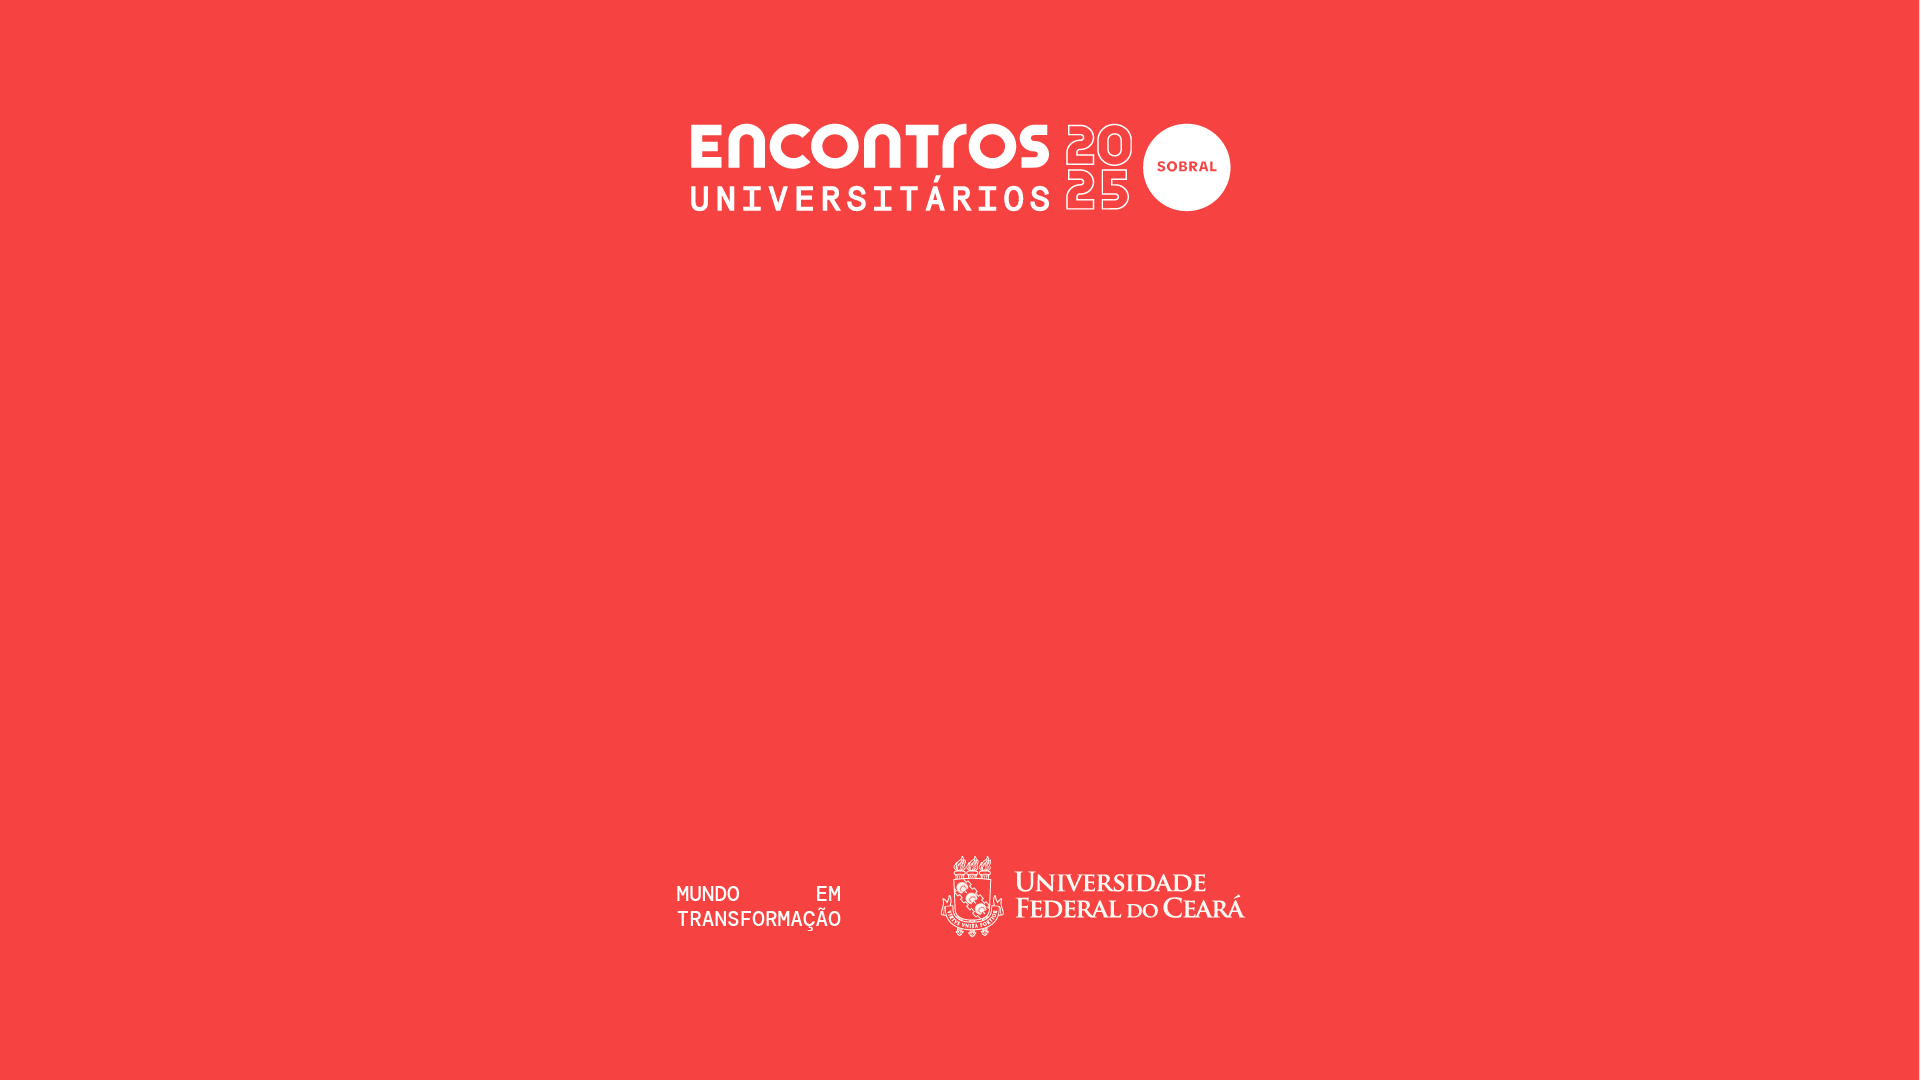 ENCONTROS 20
UNIVERSITÁRIOS 25
SOBRAL
MUNDO EM
TRANSFORMAÇÃO
UNIVERSIDADE
FEDERAL DO CEARÁ